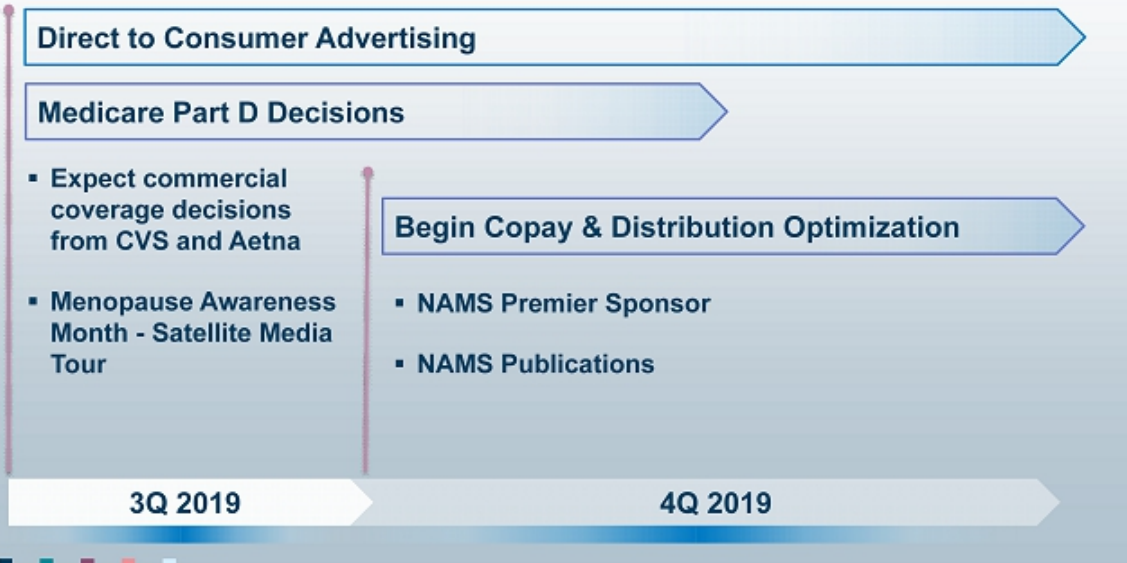 Direct to Consumer Advertising
Medicare Part D Decisions
▪ Expect commercial
coverage decisions
from CVS and Aetna
▪ Menopause Awareness
Month - Satellite Media
Tour
Begin Copay & Distribution Optimization
▪ NAMS Premier Sponsor
▪ NAMS Publications
3Q 2019
4Q 2019